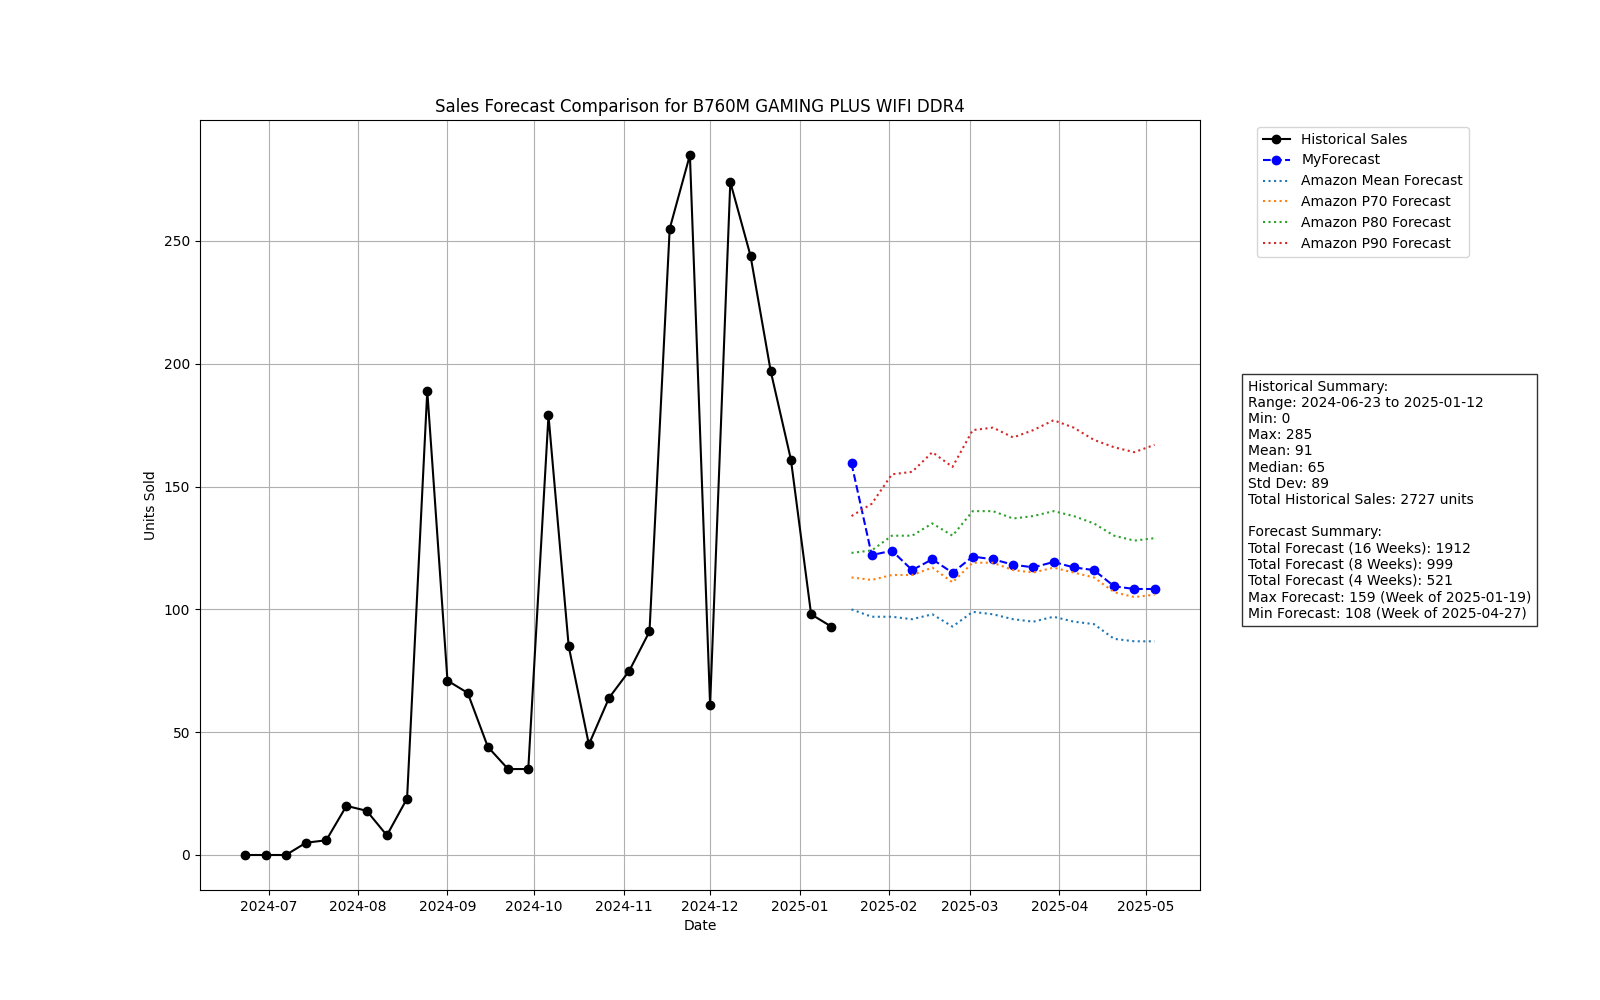 Sales Forecast Comparison for B760M GAMING PLUS WIFI DDR4
Historical Sales
MyForecast
Amazon Mean Forecast
Amazon P70 Forecast
Amazon P80 Forecast
Amazon P90 Forecast
Units Sold
250
200
150
100
50
0
2024-07 2024-08 2024-09 2024-10 2024-11 2024-12 2025-01 2025-02 2025-03 2025-04 2025-05
Date
Historical Summary:
Range: 2024-06-23 to 2025-01-12
Min: 0
Max: 285
Mean: 91
Median: 65
Std Dev: 89
Total Historical Sales: 2727 units
Forecast Summary:
Total Forecast (16 Weeks): 1912
Total Forecast (8 Weeks): 999
Total Forecast (4 Weeks): 521
Max Forecast: 159 (Week of 2025-01-19)
Min Forecast: 108 (Week of 2025-04-27)